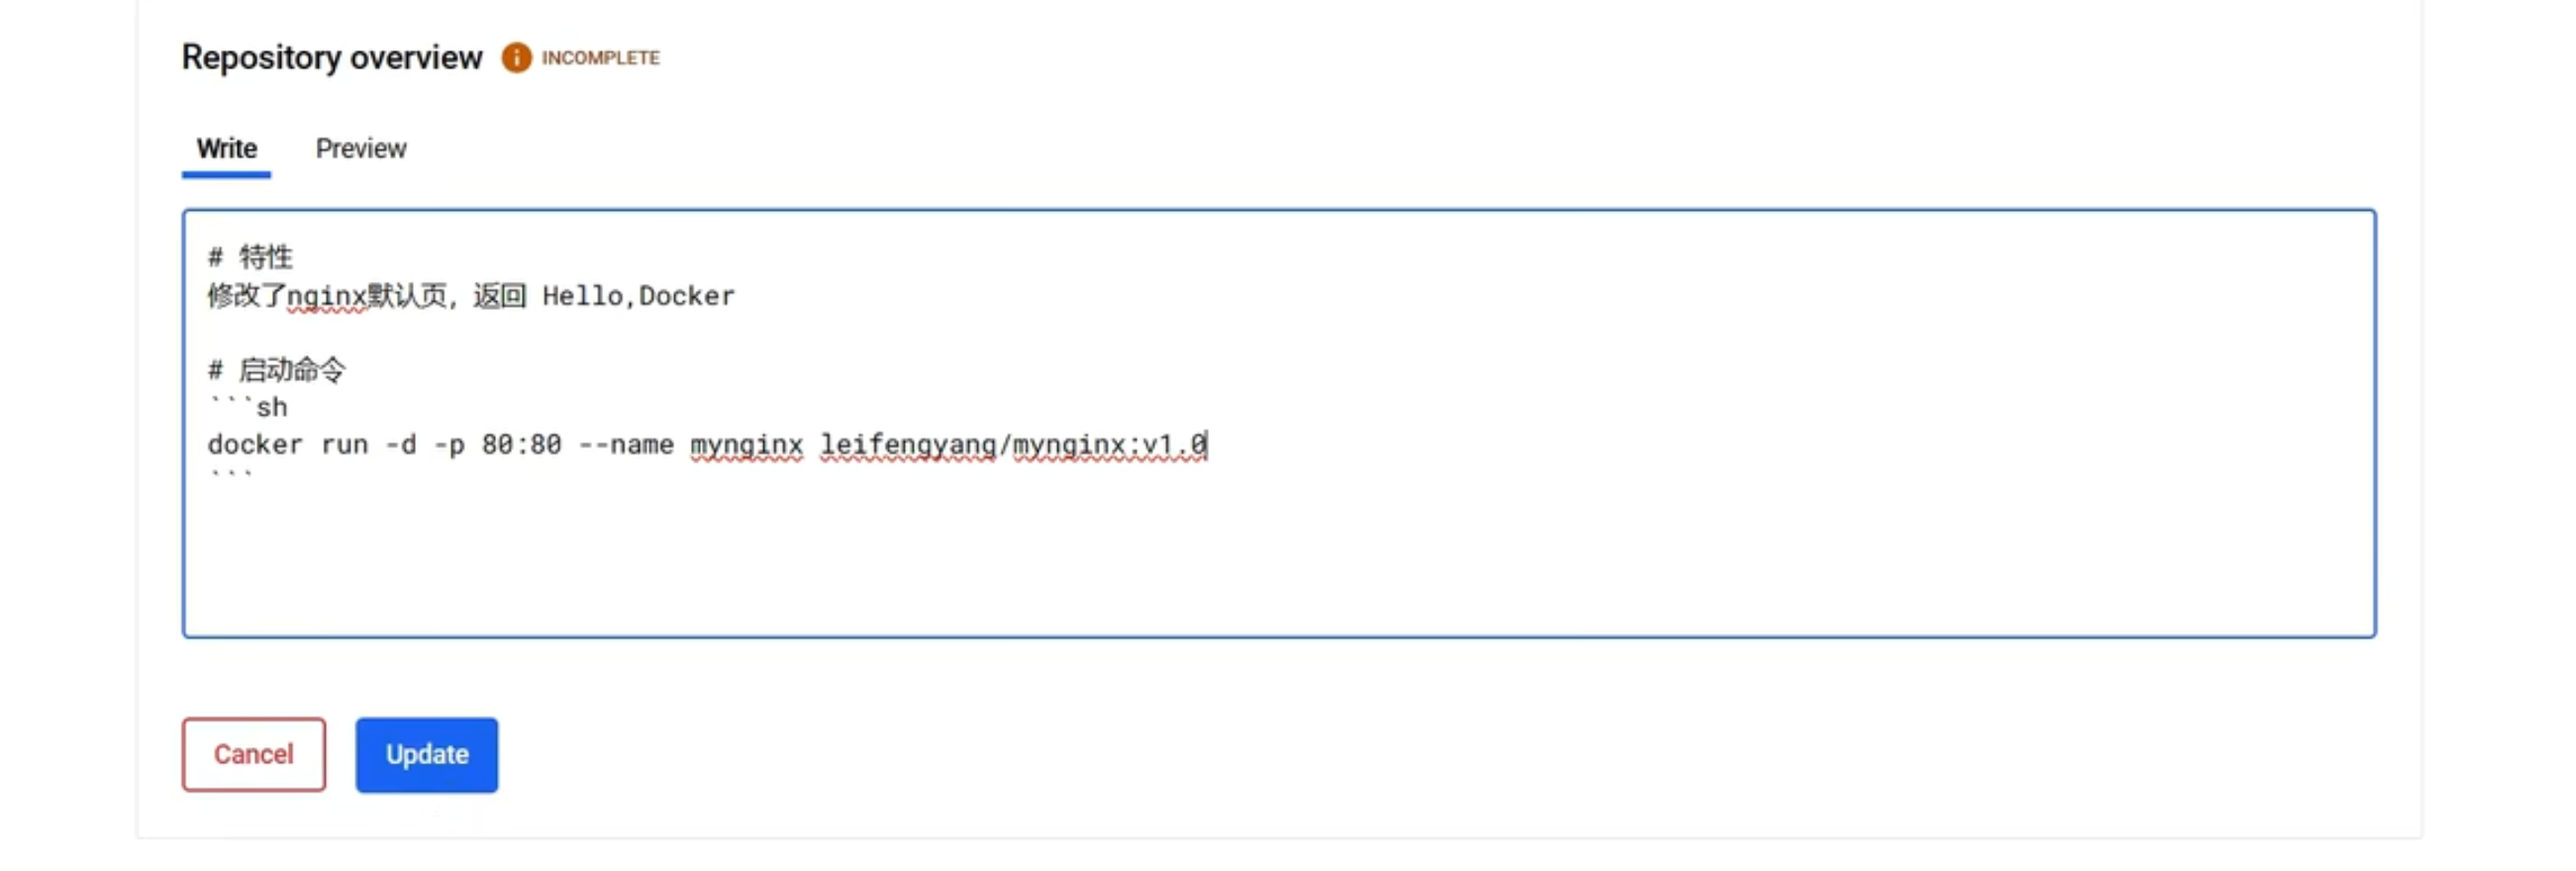 Repository overview INCOMPLETE
Write Preview
# 特性
修改了nginx默认页，返回 Hello,Docker
# 启动命令
```sh
docker run -d -p 80:80 --name mynginx leifengyang/mynginx:v1.0
```
Cancel Update